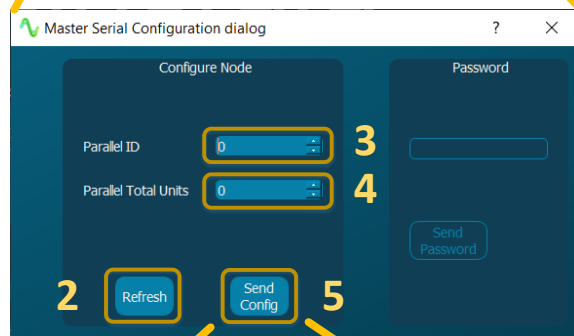 Master Serial Configuration dialog
?
Configure Node
Password
Parallel ID
0
3
Parallel Total Units
0
4
Send
Password
2
Refresh
Send
Config
5